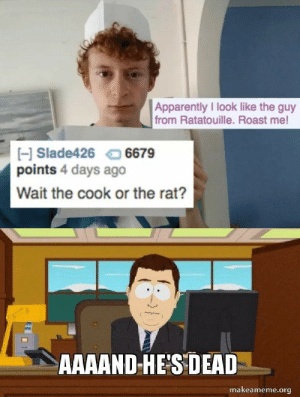 Apparently I look like the guy
from Ratatouille. Roast me!
[-] Slade426 6679
points 4 days ago
Wait the cook or the rat?
AAAAND HE'S DEAD
makeameme.org